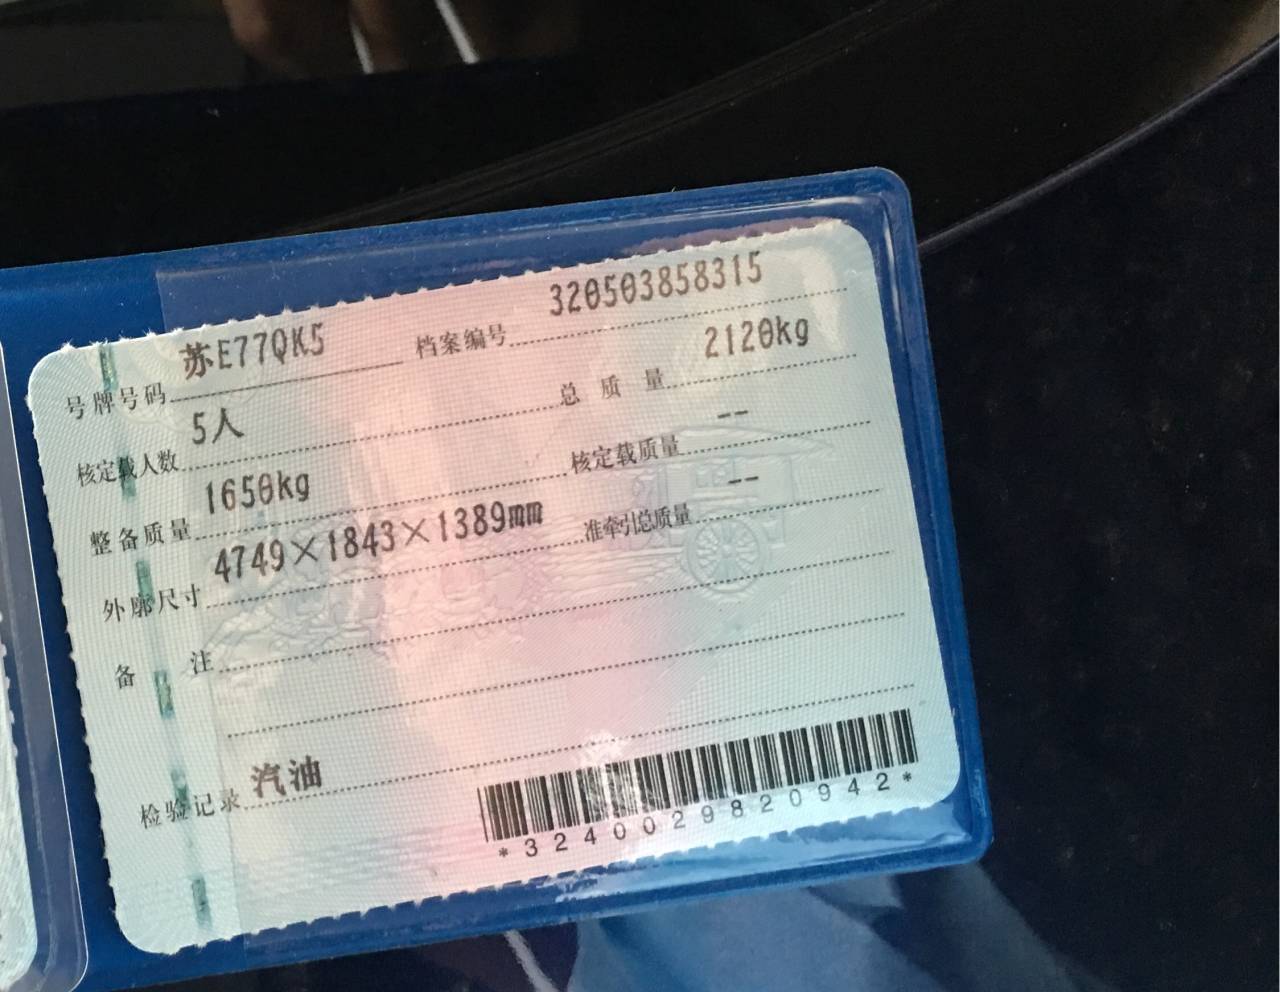 号牌号码 苏E77QK5 档案编号 320503858315
核定载人数 5人 总质量 2120kg
整备质量 1650kg 核定载质量 --
外廓尺寸 4749×1843×1389mm 准牵引总质量 --
备注
检验记录 汽油
*3240029820942*